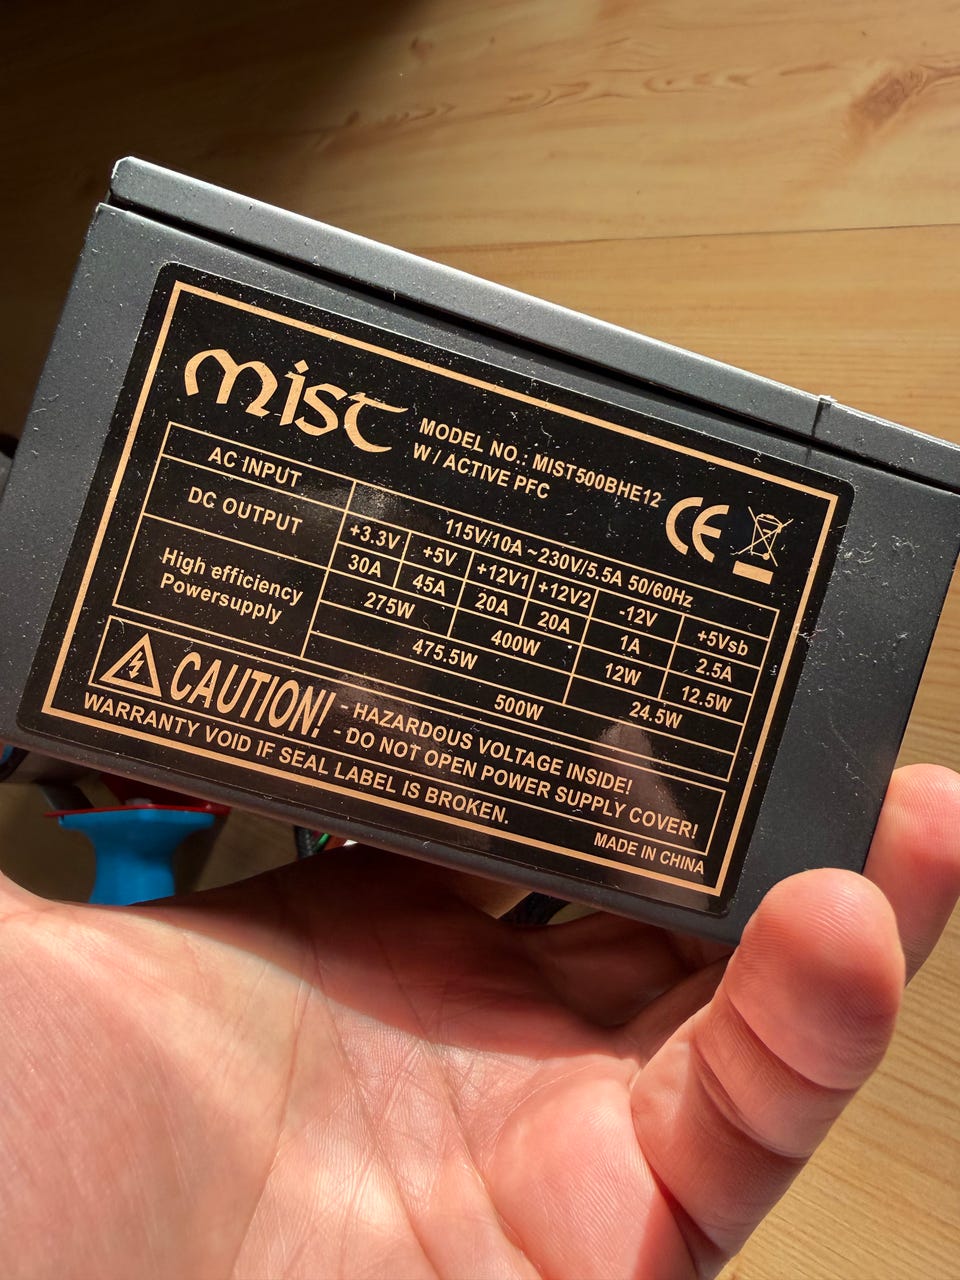 mist
MODEL NO.: MIST500BHE12
W / ACTIVE PFC
CE
AC INPUT 115V/10A ~ 230V/5.5A 50/60Hz
DC OUTPUT +3.3V +5V +12V1 +12V2 -12V +5Vsb
High efficiency
Powersupply
30A 45A 20A 20A 1A 2.5A
275W 400W 12W 12.5W
475.5W 24.5W
500W
CAUTION!
- HAZARDOUS VOLTAGE INSIDE!
- DO NOT OPEN POWER SUPPLY COVER!
WARRANTY VOID IF SEAL LABEL IS BROKEN.
MADE IN CHINA